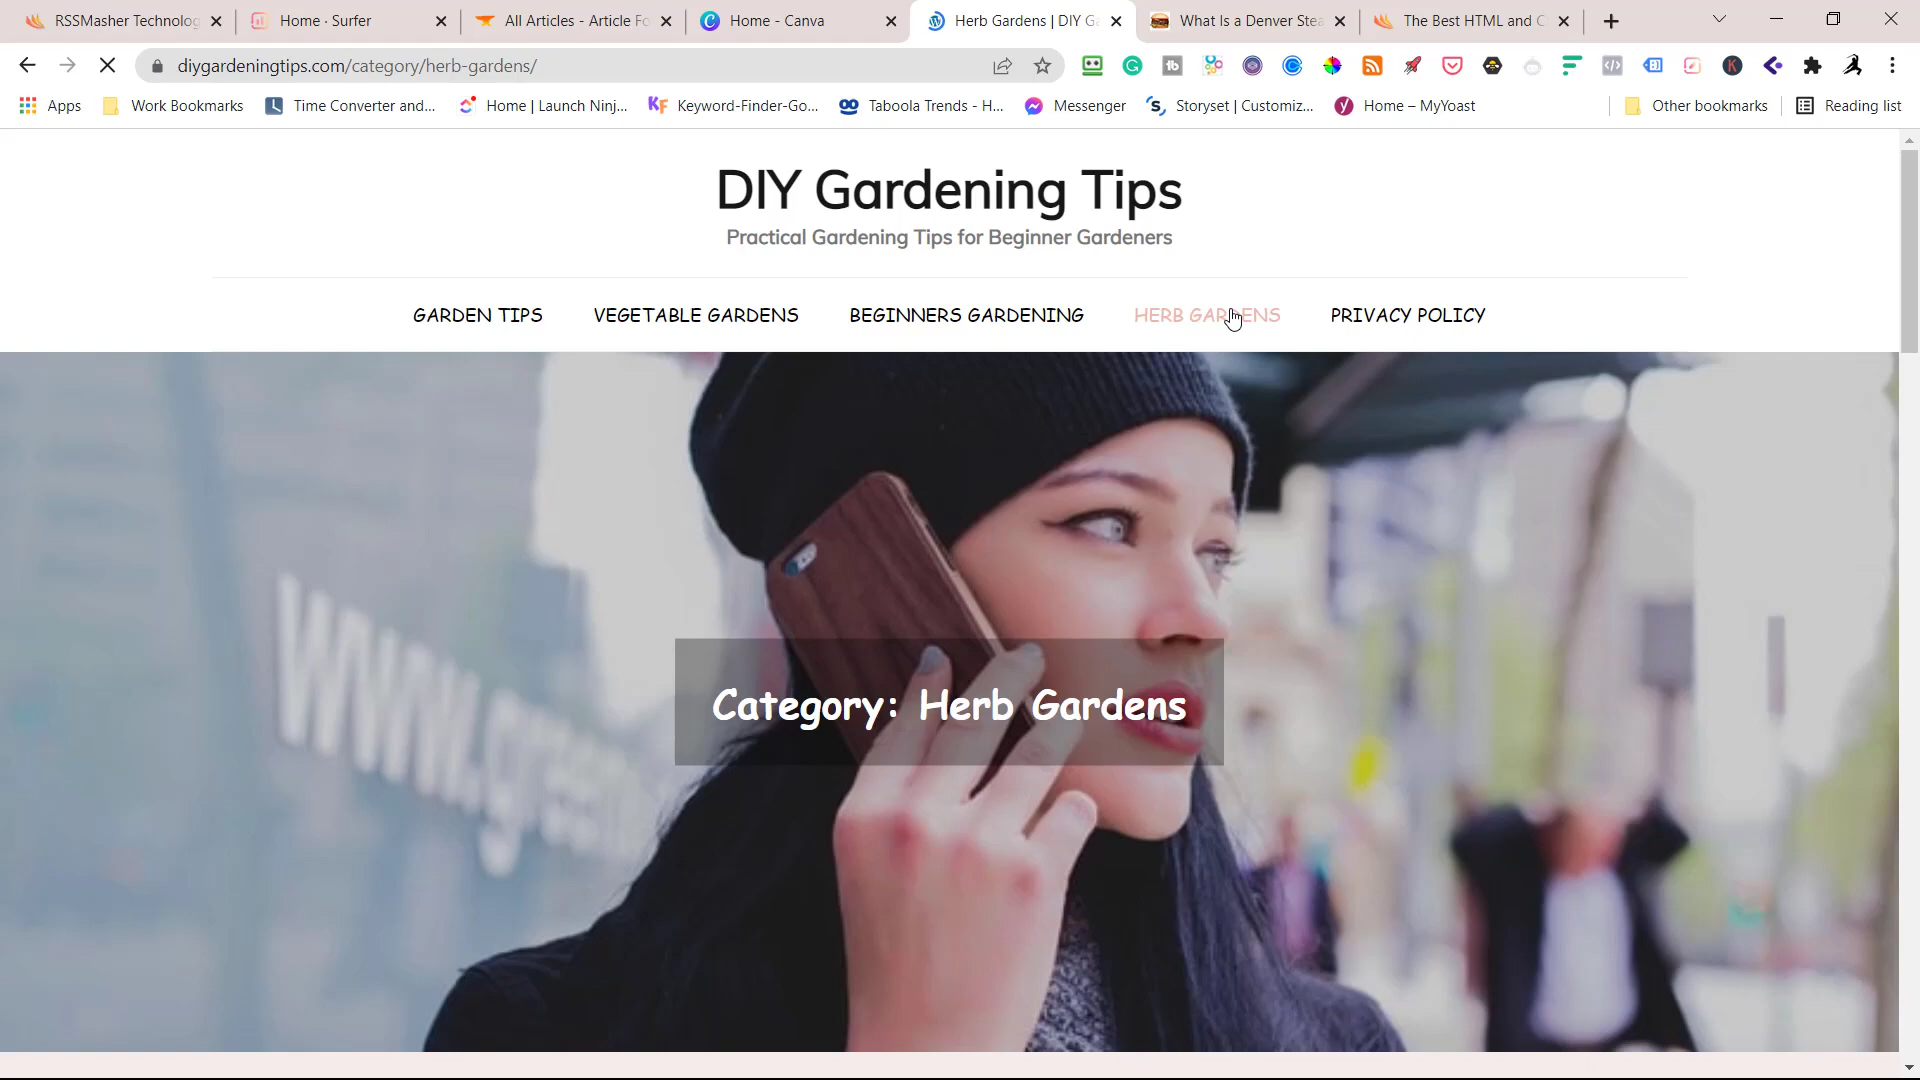 RSSMasher Technolog
Home · Surfer
All Articles - Article Fo
Home - Canva
Herb Gardens | DIY Ga
What Is a Denver Stea
The Best HTML and C
diygardeningtips.com/category/herb-gardens/
Apps
Work Bookmarks
Time Converter and...
Home | Launch Ninj...
Keyword-Finder-Go...
Taboola Trends - H...
Messenger
Storyset | Customiz...
Home – MyYoast
Other bookmarks
Reading list
DIY Gardening Tips
Practical Gardening Tips for Beginner Gardeners
GARDEN TIPS
VEGETABLE GARDENS
BEGINNERS GARDENING
HERB GARDENS
PRIVACY POLICY
www.green
Category: Herb Gardens